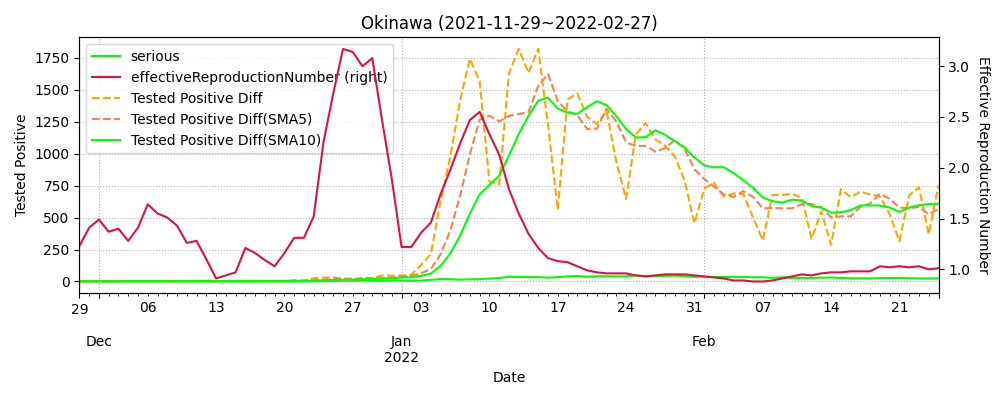 Okinawa (2021-11-29~2022-02-27)
serious
effectiveReproductionNumber (right)
Tested Positive Diff
Tested Positive Diff(SMA5)
Tested Positive Diff(SMA10)
Tested Positive
1750
1500
1250
1000
750
500
250
0
3.0
2.5
2.0
1.5
1.0
Effective Reproduction Number
29 06 13 20 27 03 10 17 24 31 07 14 21
Dec Jan Feb
2022
Date